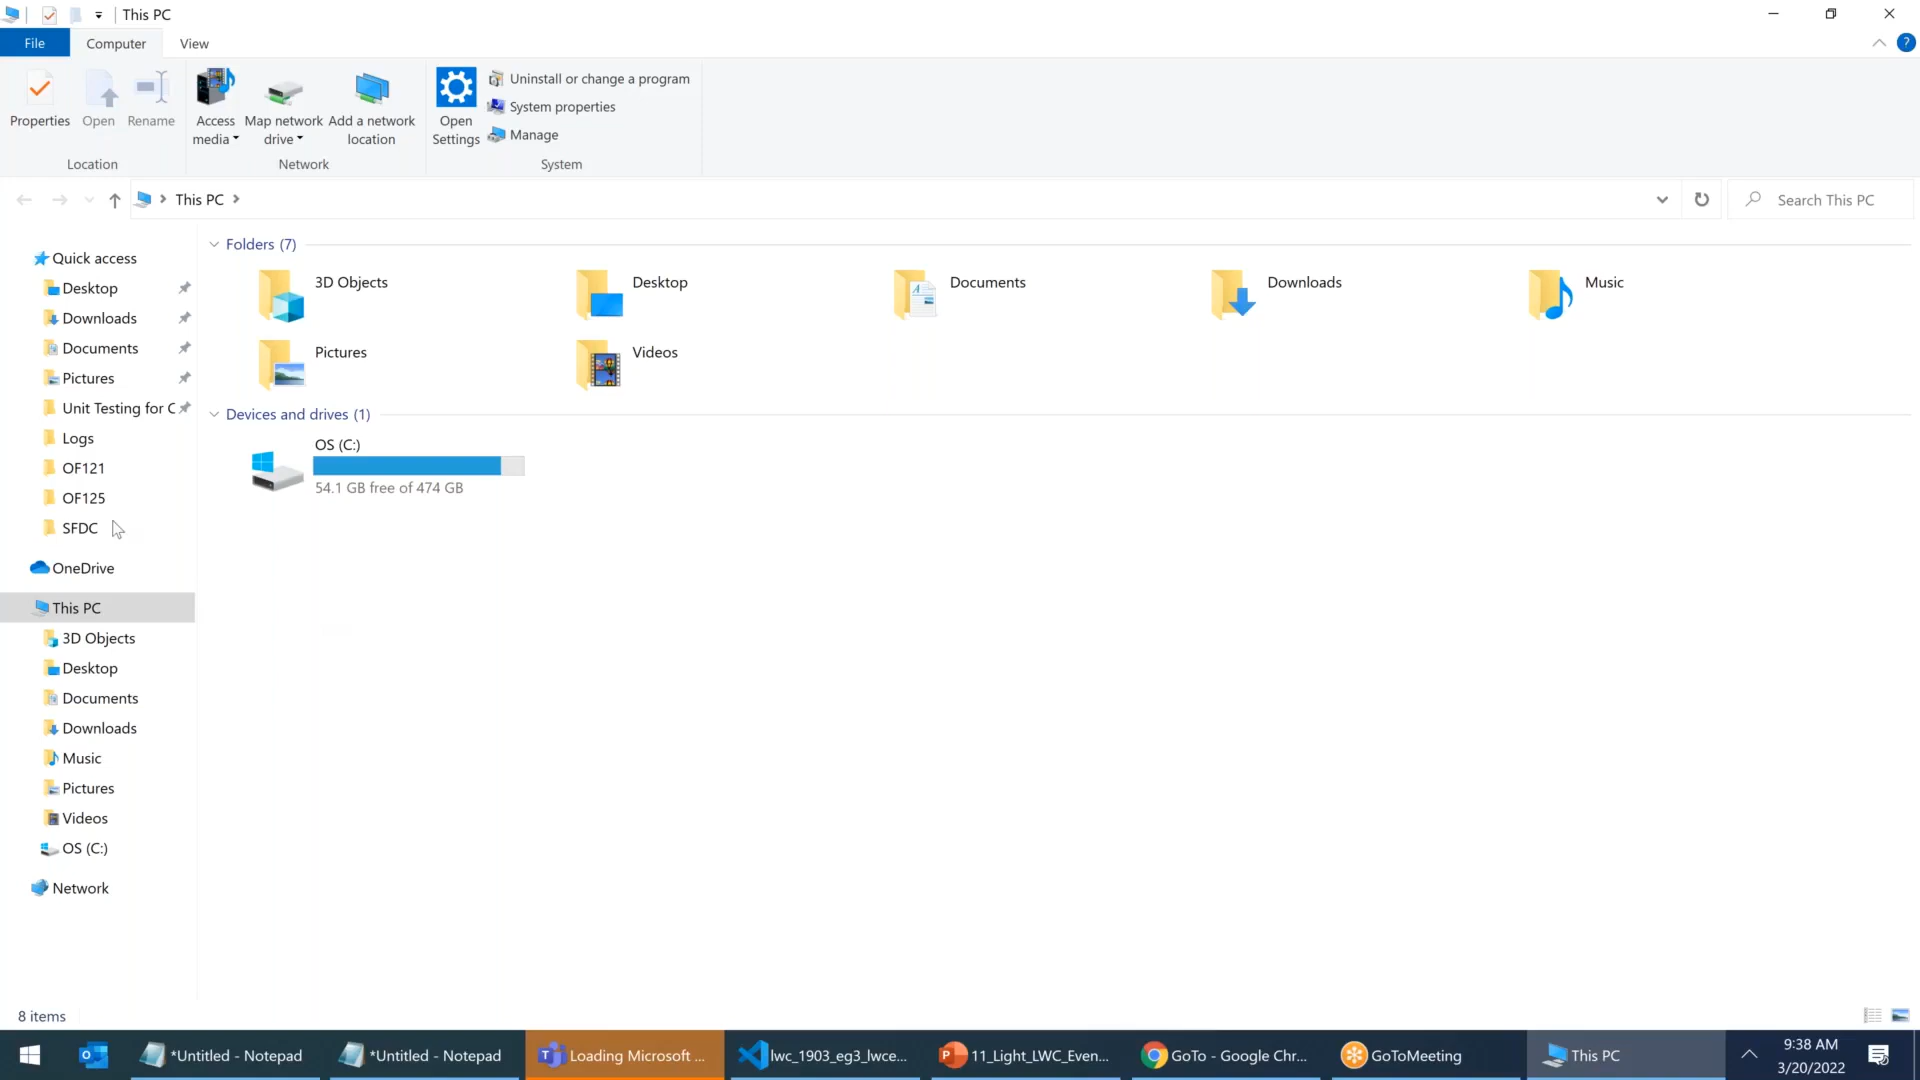 This PC
File
Computer
View
Properties
Open
Rename
Access
media
Map network
drive
Add a network
location
Open
Settings
Uninstall or change a program
System properties
Manage
Location
Network
System
This PC
Search This PC
Quick access
Desktop
Downloads
Documents
Pictures
Unit Testing for C
Logs
OF121
OF125
SFDC
OneDrive
This PC
3D Objects
Desktop
Documents
Downloads
Music
Pictures
Videos
OS (C:)
Network
Folders (7)
3D Objects
Desktop
Documents
Downloads
Music
Pictures
Videos
Devices and drives (1)
OS (C:)
54.1 GB free of 474 GB
8 items
*Untitled - Notepad
*Untitled - Notepad
Loading Microsoft ...
lwc_1903_eg3_lwce...
11_Light_LWC_Even...
GoTo - Google Chr...
GoToMeeting
This PC
9:38 AM
3/20/2022